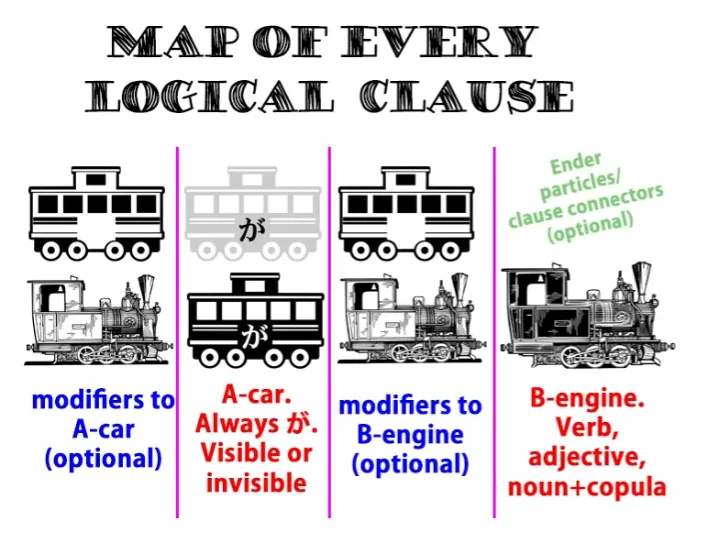 MAP OF EVERY
LOGICAL CLAUSE
Ender
particles/
clause connectors
(optional)
が
が
modifiers to
A-car
(optional)
A-car.
Always が.
Visible or
invisible
modifiers to
B-engine
(optional)
B-engine.
Verb,
adjective,
noun+copula